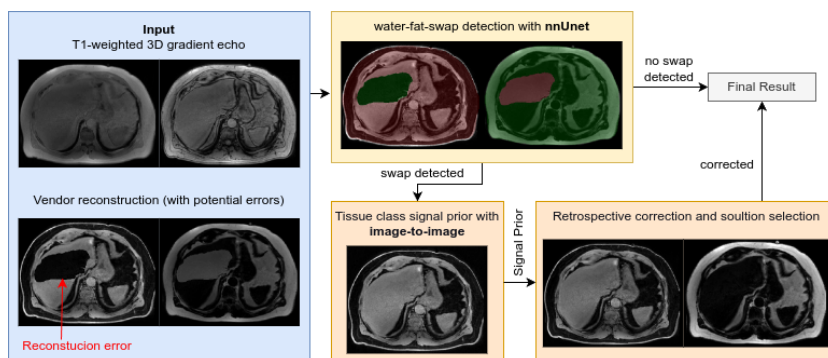 Input
T1-weighted 3D gradient echo
Vendor reconstruction (with potential errors)
Reconstrucion error
water-fat-swap detection with nnUnet
no swap
detected
Final Result
swap detected
corrected
Tissue class signal prior with
image-to-image
Signal Prior
Retrospective correction and soultion selection